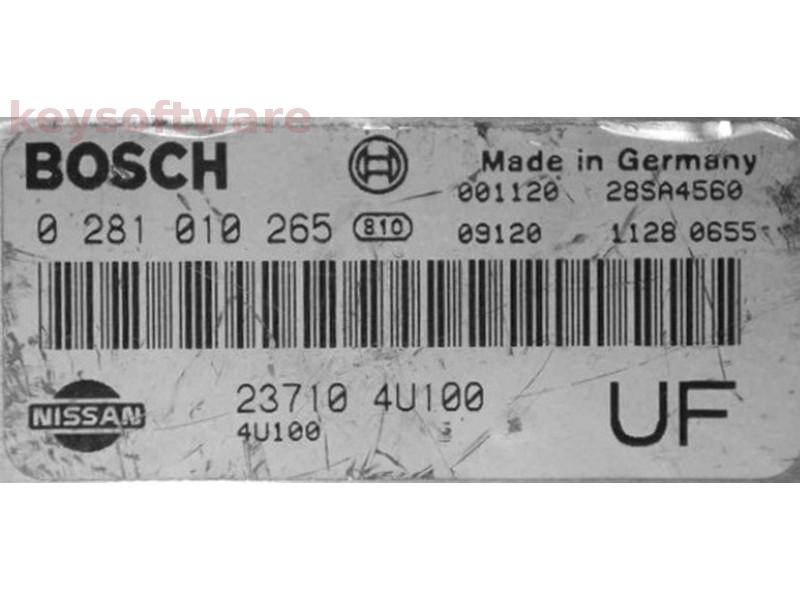 keysoftware
BOSCH
Made in Germany
001120 28SA4560
0 281 010 265 810
09120 1128 0655
NISSAN
23710 4U100
4U100
UF